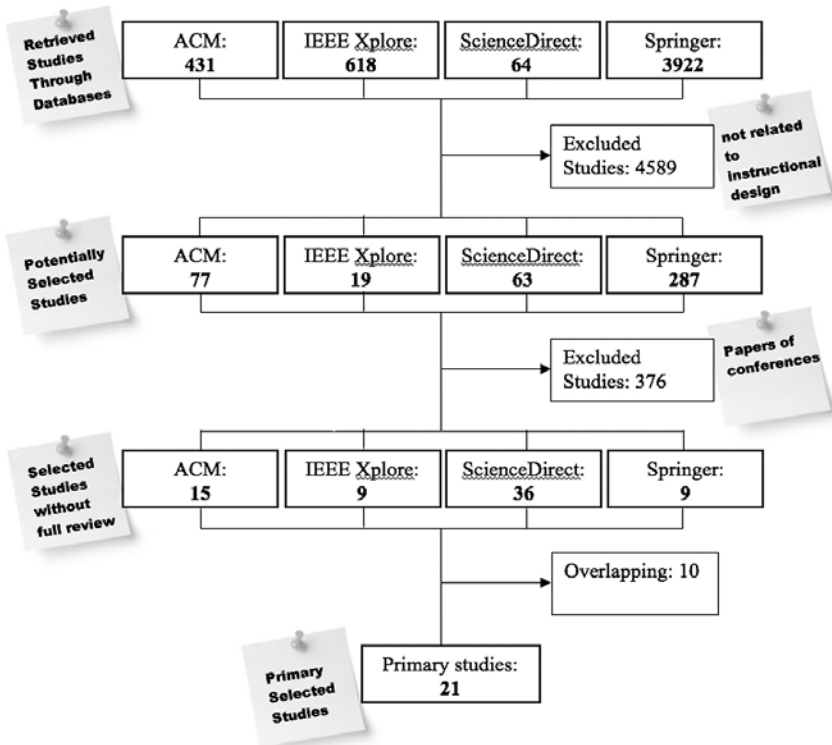 Retrieved
Studies
Through
Databases
ACM:
431
IEEE Xplore:
618
ScienceDirect:
64
Springer:
3922
Excluded
Studies: 4589
not related
to
instructional
design
Potentially
Selected
Studies
ACM:
77
IEEE Xplore:
19
ScienceDirect:
63
Springer:
287
Excluded
Studies: 376
Papers of
conferences
Selected
Studies
without
full review
ACM:
15
IEEE Xplore:
9
ScienceDirect:
36
Springer:
9
Overlapping: 10
Primary
Selected
Studies
Primary studies:
21